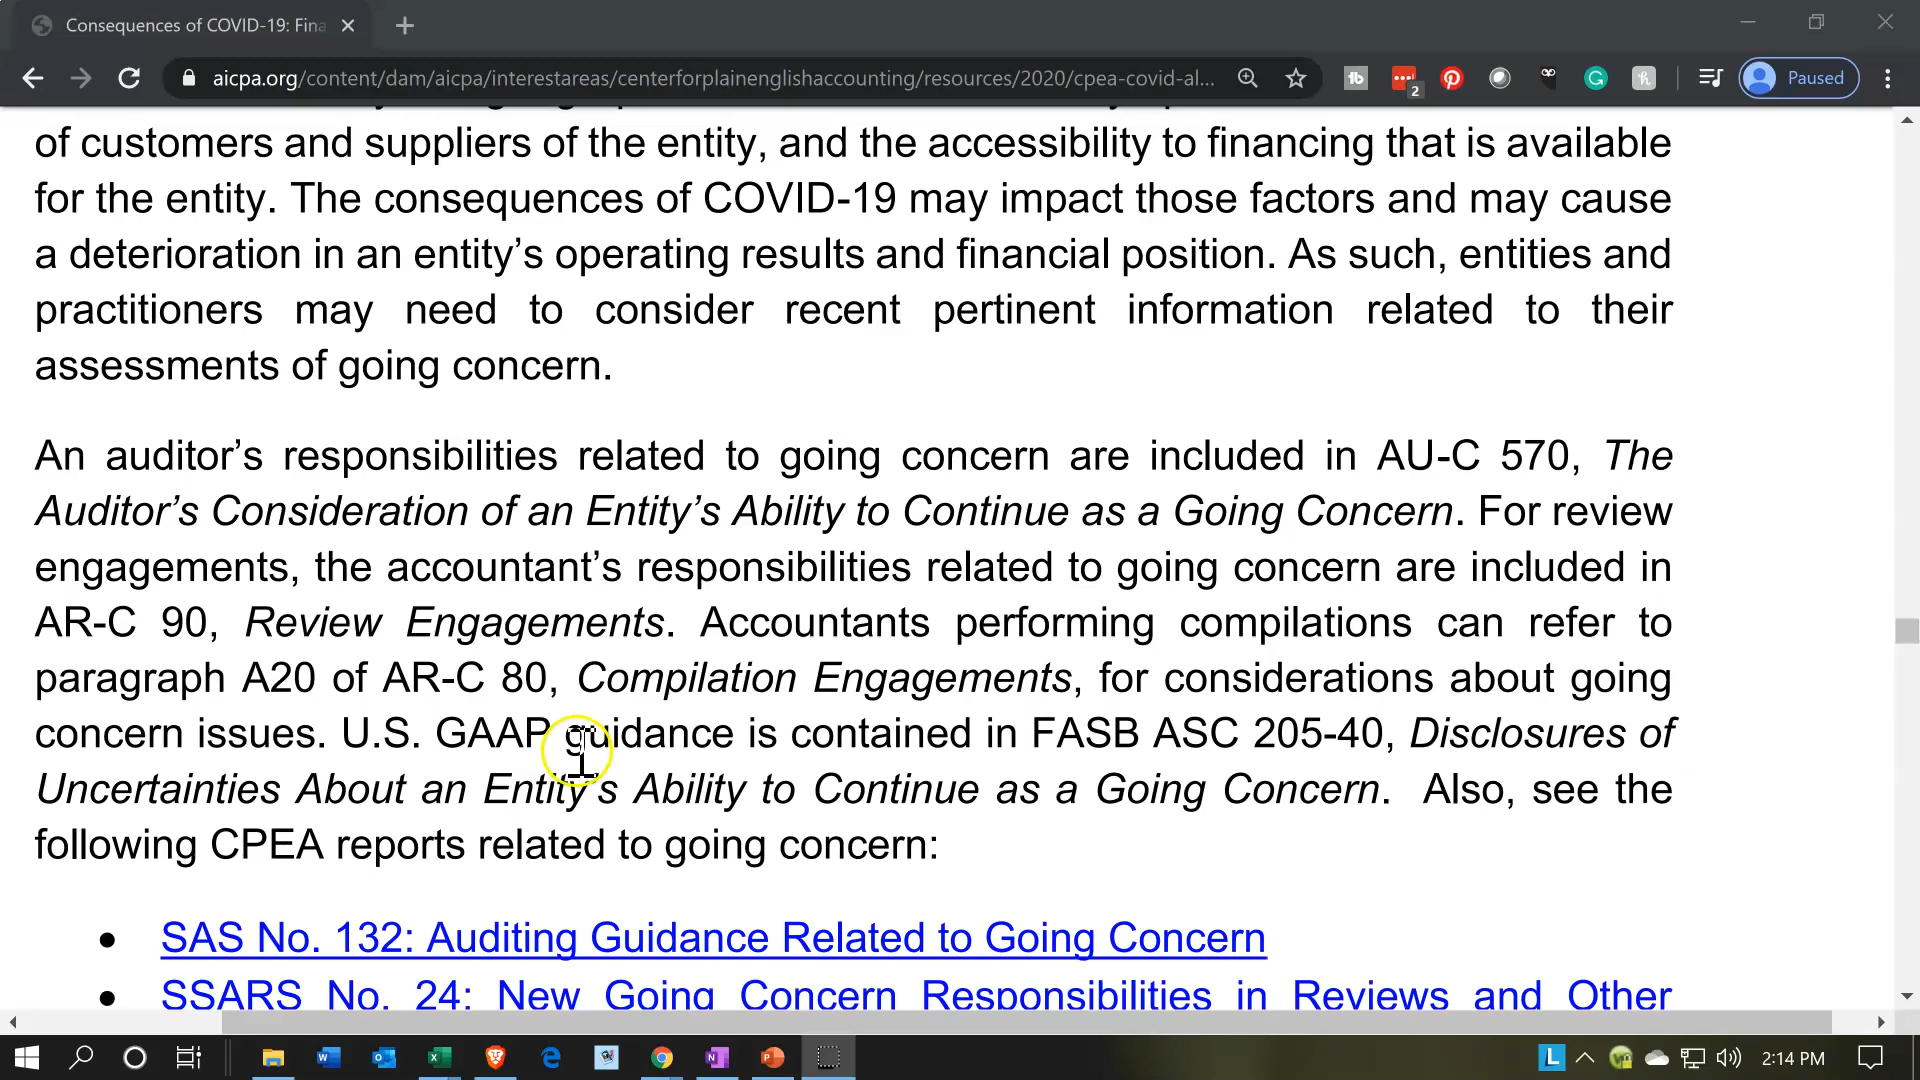 Consequences of COVID-19: Fina
aicpa.org/content/dam/aicpa/interestareas/centerforplainenglishaccounting/resources/2020/cpea-covid-al...
2
Paused
of customers and suppliers of the entity, and the accessibility to financing that is available
for the entity. The consequences of COVID-19 may impact those factors and may cause
a deterioration in an entity’s operating results and financial position. As such, entities and
practitioners may need to consider recent pertinent information related to their
assessments of going concern.
An auditor’s responsibilities related to going concern are included in AU-C 570, The
Auditor’s Consideration of an Entity’s Ability to Continue as a Going Concern. For review
engagements, the accountant’s responsibilities related to going concern are included in
AR-C 90, Review Engagements. Accountants performing compilations can refer to
paragraph A20 of AR-C 80, Compilation Engagements, for considerations about going
concern issues. U.S. GAAP guidance is contained in FASB ASC 205-40, Disclosures of
Uncertainties About an Entity’s Ability to Continue as a Going Concern. Also, see the
following CPEA reports related to going concern:
• SAS No. 132: Auditing Guidance Related to Going Concern
• SSARS No. 24: New Going Concern Responsibilities in Reviews and Other
2:14 PM